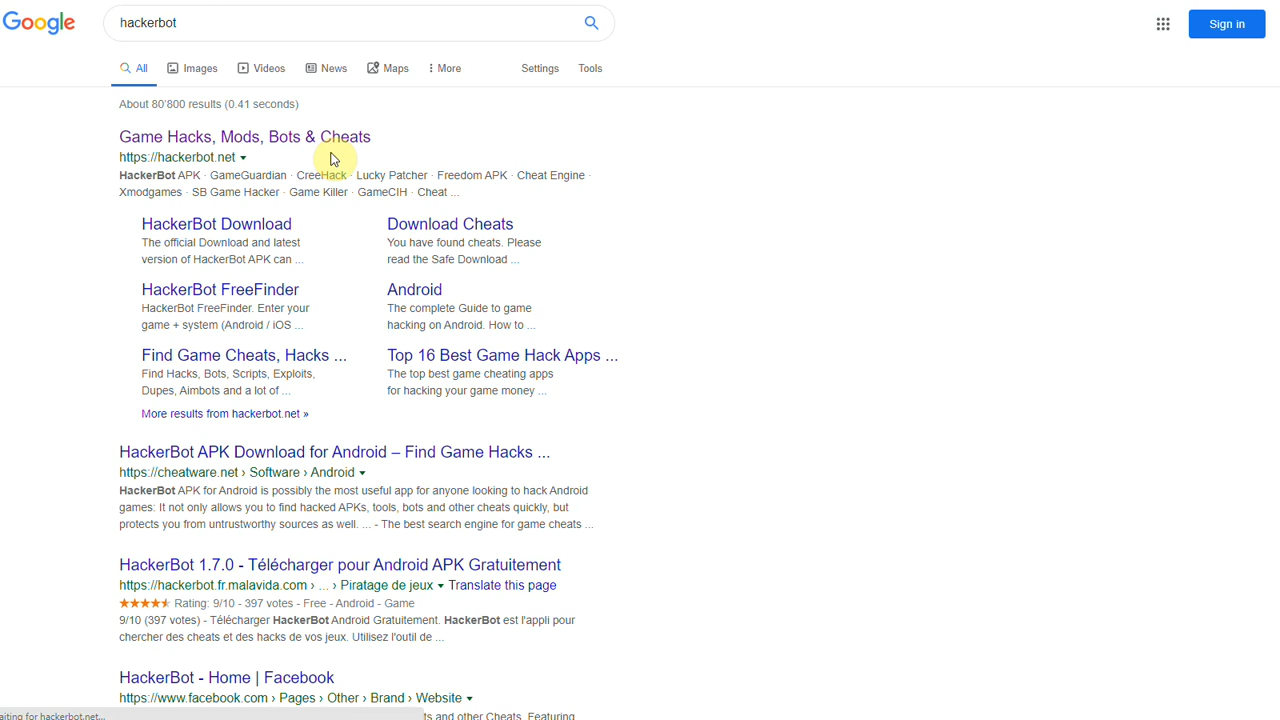 Google
hackerbot
Sign in
All Images Videos News Maps More Settings Tools
About 80'800 results (0.41 seconds)
Game Hacks, Mods, Bots & Cheats
https://hackerbot.net
HackerBot APK · GameGuardian · CreeHack · Lucky Patcher · Freedom APK · Cheat Engine ·
Xmodgames · SB Game Hacker · Game Killer · GameCIH · Cheat ...
HackerBot Download
The official Download and latest
version of HackerBot APK can ...
Download Cheats
You have found cheats. Please
read the Safe Download ...
HackerBot FreeFinder
HackerBot FreeFinder. Enter your
game + system (Android / iOS ...
Android
The complete Guide to game
hacking on Android. How to ...
Find Game Cheats, Hacks ...
Find Hacks, Bots, Scripts, Exploits,
Dupes, Aimbots and a lot of ...
Top 16 Best Game Hack Apps ...
The top best game cheating apps
for hacking your game money ...
More results from hackerbot.net »
HackerBot APK Download for Android – Find Game Hacks ...
https://cheatware.net › Software › Android
HackerBot APK for Android is possibly the most useful app for anyone looking to hack Android
games: It not only allows you to find hacked APKs, tools, bots and other cheats quickly, but
protects you from untrustworthy sources as well. ... - The best search engine for game cheats ...
HackerBot 1.7.0 - Télécharger pour Android APK Gratuitement
https://hackerbot.fr.malavida.com › ... › Piratage de jeux Translate this page
Rating: 9/10 - 397 votes - Free - Android - Game
9/10 (397 votes) - Télécharger HackerBot Android Gratuitement. HackerBot est l'appli pour
chercher des cheats et des hacks de vos jeux. Utilisez l'outil de ...
HackerBot - Home | Facebook
https://www.facebook.com › Pages › Other › Brand › Website
aiting for hackerbot.net...
ts and other Cheats. Featuring